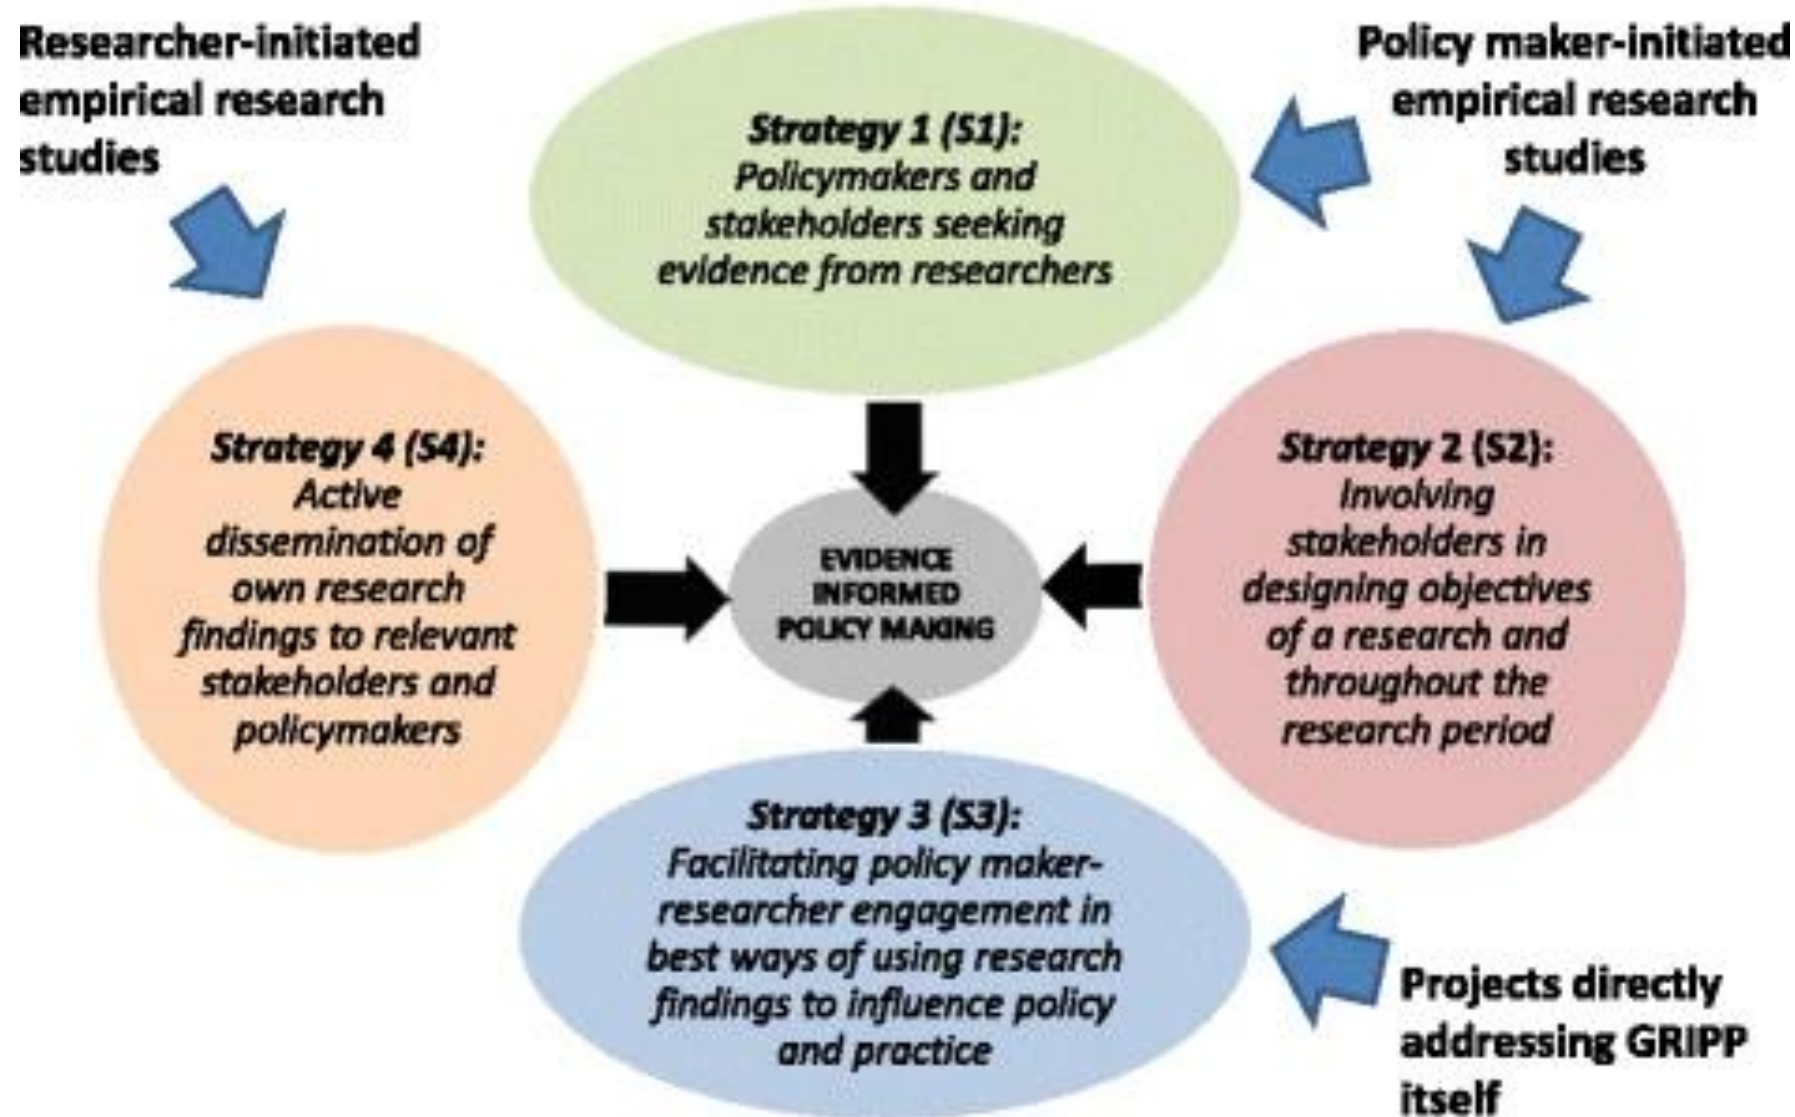 Researcher-initiated
empirical research
studies
Policy maker-initiated
empirical research
studies
Strategy 1 (S1):
Policymakers and
stakeholders seeking
evidence from researchers
Strategy 4 (S4):
Active
dissemination of
own research
findings to relevant
stakeholders and
policymakers
EVIDENCE
INFORMED
POLICY MAKING
Strategy 2 (S2):
Involving
stakeholders in
designing objectives
of a research and
throughout the
research period
Strategy 3 (S3):
Facilitating policy maker-
researcher engagement in
best ways of using research
findings to influence policy
and practice
Projects directly
addressing GRIPP
itself